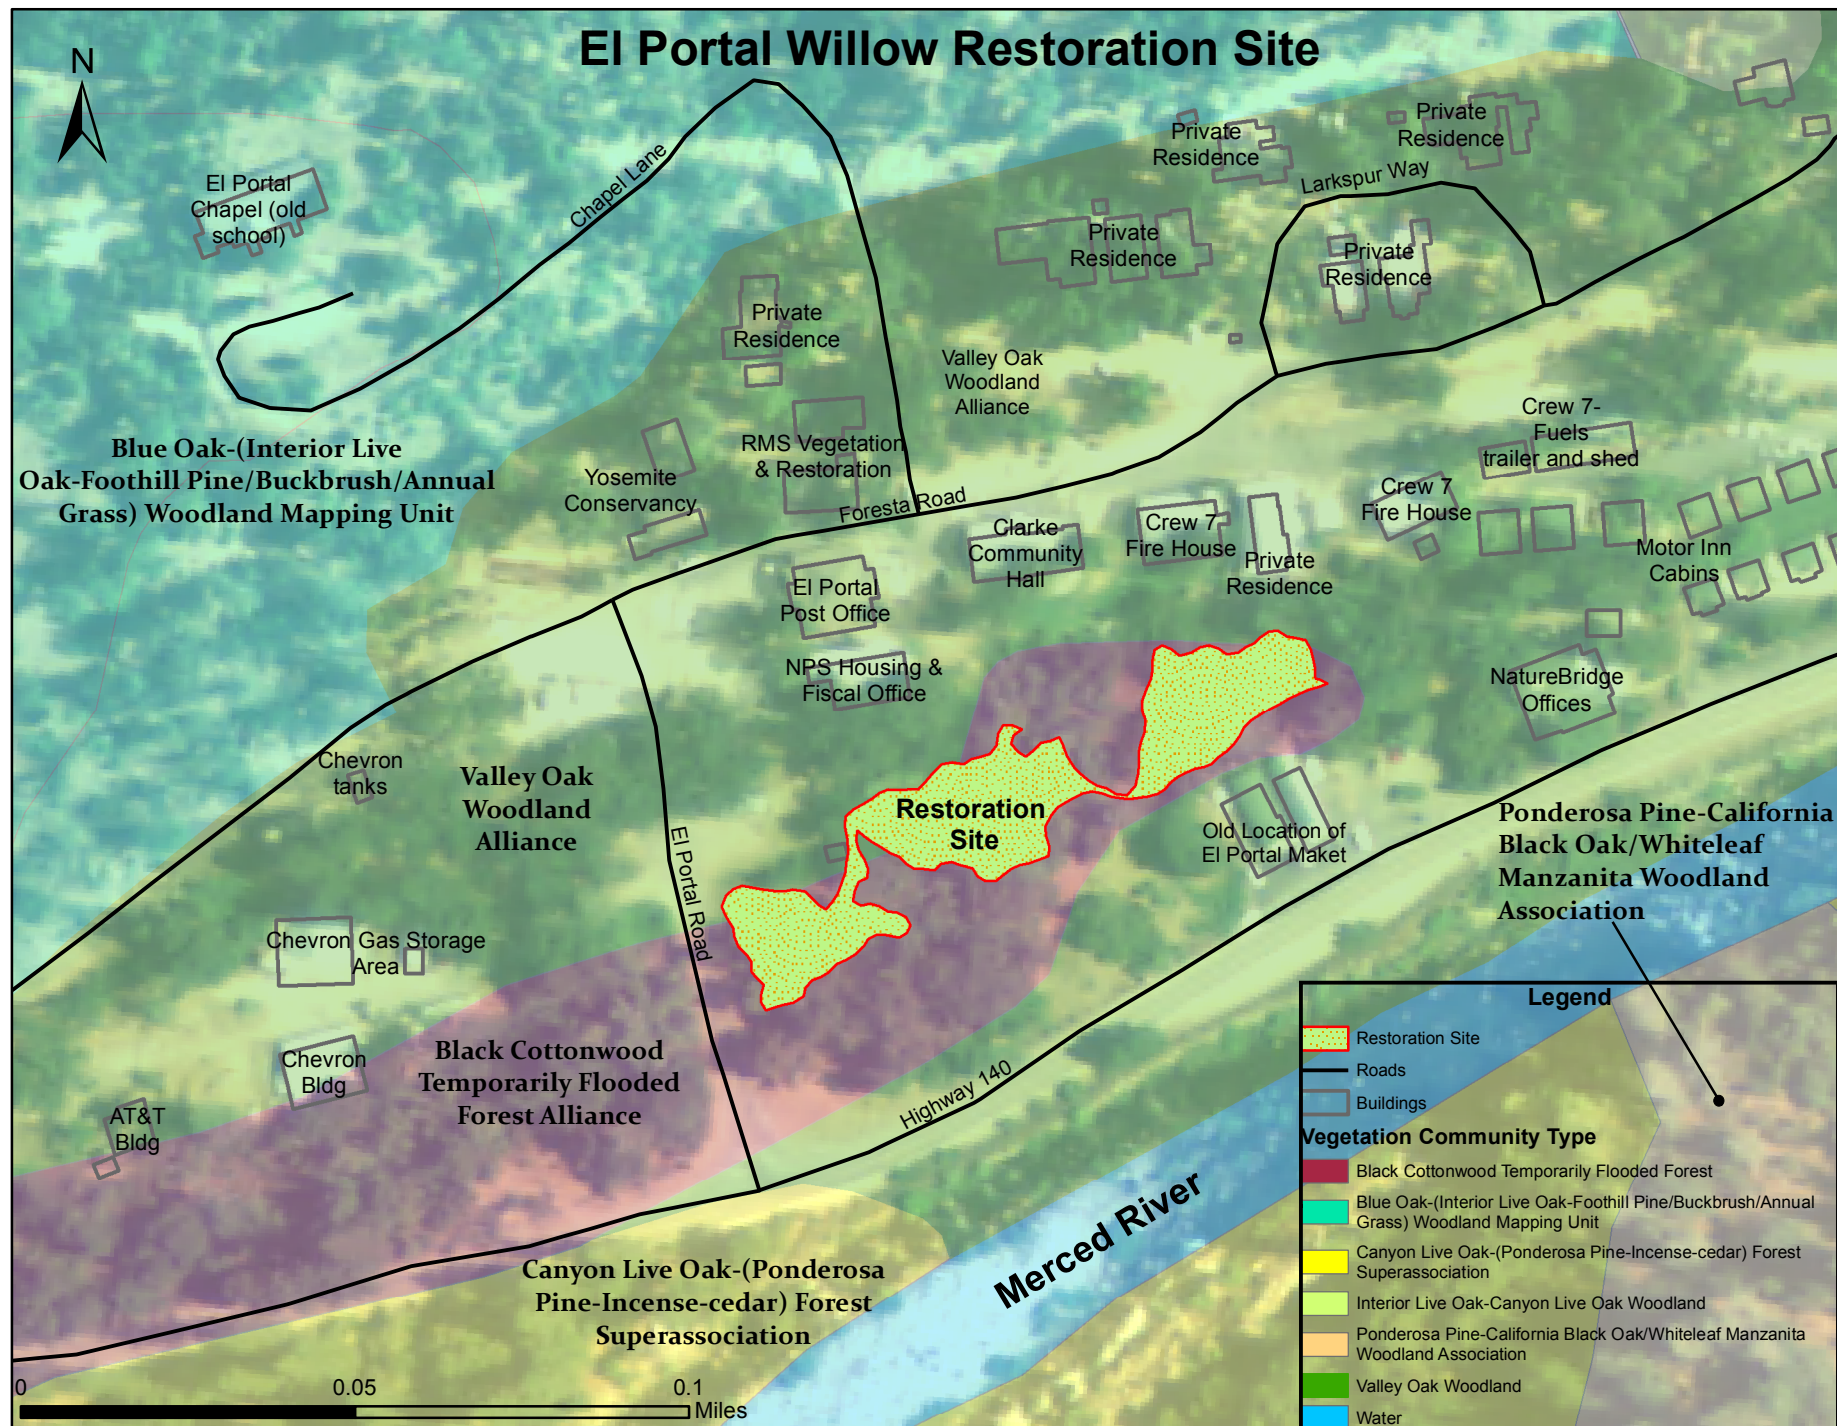 El Portal Willow Restoration Site
N
El Portal
Chapel (old
school)
Chapel Lane
Private
Residence
Private
Residence
Larkspur Way
Private
Residence
Private
Residence
Private
Residence
Valley Oak
Woodland
Alliance
Blue Oak-(Interior Live
Oak-Foothill Pine/Buckbrush/Annual
Grass) Woodland Mapping Unit
Yosemite
Conservancy
RMS Vegetation
& Restoration
Foresta Road
Crew 7-
Fuels
trailer and shed
Crew 7
Fire House
Clarke
Community
Hall
Crew 7
Fire House
Private
Residence
Motor Inn
Cabins
El Portal
Post Office
NPS Housing &
Fiscal Office
NatureBridge
Offices
Chevron
tanks
Valley Oak
Woodland
Alliance
El Portal Road
Restoration
Site
Old Location of
El Portal Maket
Ponderosa Pine-California
Black Oak/Whiteleaf
Manzanita Woodland
Association
Chevron Gas Storage
Area
Chevron
Bldg
AT&T
Bldg
Black Cottonwood
Temporarily Flooded
Forest Alliance
Highway 140
Merced River
Canyon Live Oak-(Ponderosa
Pine-Incense-cedar) Forest
Superassociation
0 0.05 0.1
Miles
Legend
Restoration Site
Roads
Buildings
Vegetation Community Type
Black Cottonwood Temporarily Flooded Forest
Blue Oak-(Interior Live Oak-Foothill Pine/Buckbrush/Annual
Grass) Woodland Mapping Unit
Canyon Live Oak-(Ponderosa Pine-Incense-cedar) Forest
Superassociation
Interior Live Oak-Canyon Live Oak Woodland
Ponderosa Pine-California Black Oak/Whiteleaf Manzanita
Woodland Association
Valley Oak Woodland
Water